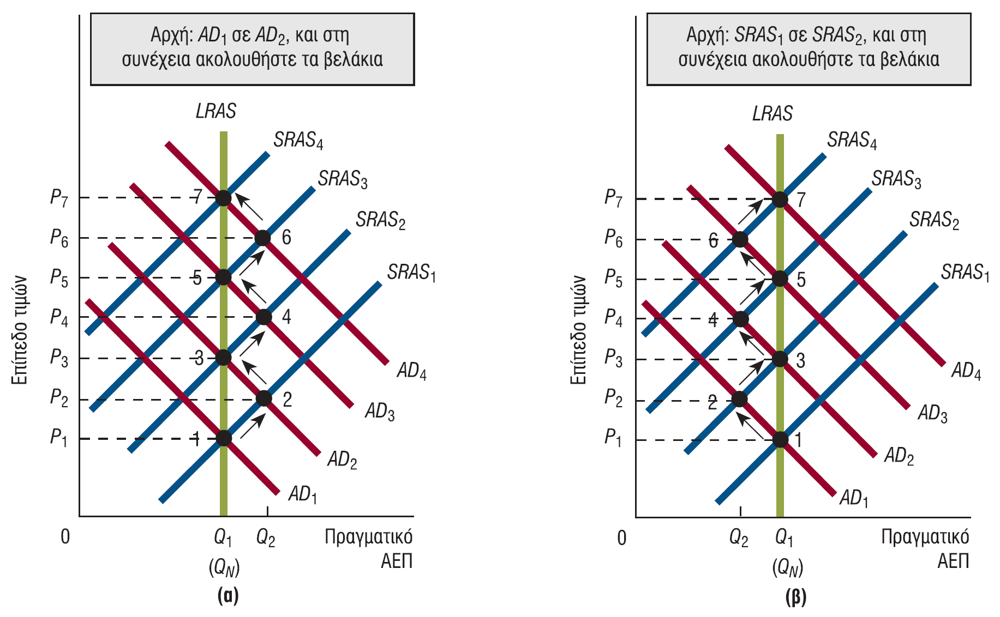 Αρχή: AD₁ σε AD₂, και στη
συνέχεια ακολουθήστε τα βελάκια
LRAS
SRAS₄
SRAS₃
SRAS₂
SRAS₁
P₇
P₆
P₅
P₄
P₃
P₂
P₁
7
6
5
4
3
2
1
AD₄
AD₃
AD₂
AD₁
Επίπεδο τιμών
0
Q₁
Q₂
(Q_N)
Πραγματικό
ΑΕΠ
(α)
Αρχή: SRAS₁ σε SRAS₂, και στη
συνέχεια ακολουθήστε τα βελάκια
LRAS
SRAS₄
SRAS₃
SRAS₂
SRAS₁
P₇
P₆
P₅
P₄
P₃
P₂
P₁
7
6
5
4
3
2
1
AD₄
AD₃
AD₂
AD₁
Επίπεδο τιμών
0
Q₂
Q₁
(Q_N)
Πραγματικό
ΑΕΠ
(β)